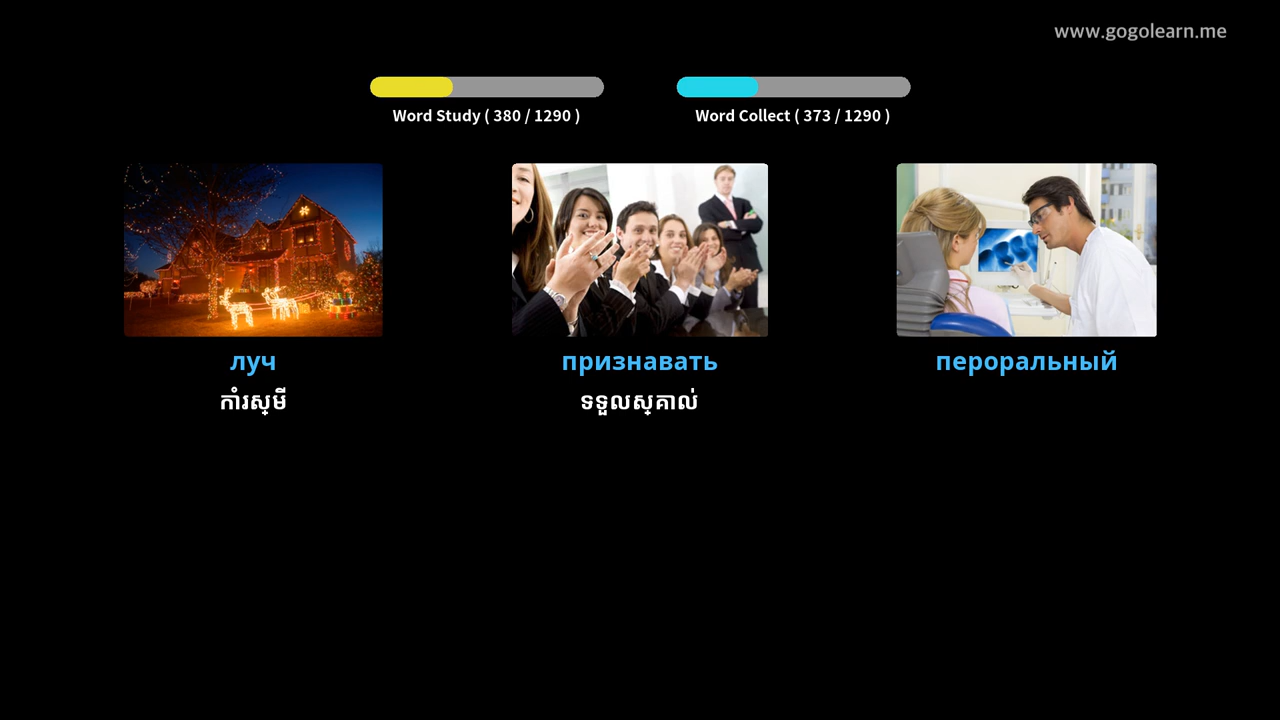 www.gogolearn.me
Word Study ( 380 / 1290 )
Word Collect ( 373 / 1290 )
луч
признавать
пероральный
កាំរស្មី
ទទួលស្គាល់